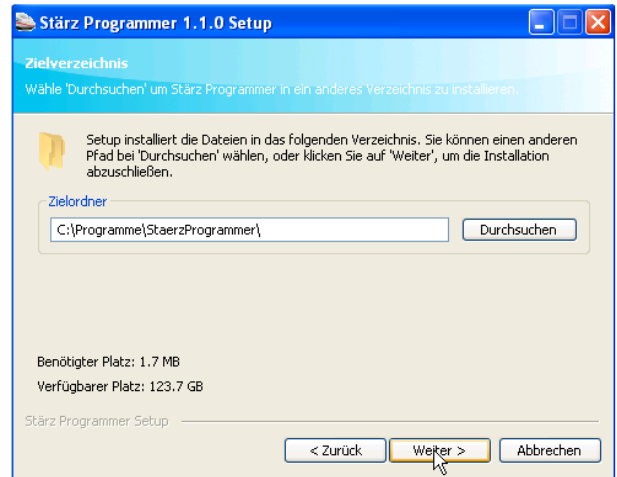 Stärz Programmer 1.1.0 Setup
Zielverzeichnis
Wähle 'Durchsuchen' um Stärz Programmer in ein anderes Verzeichnis zu installieren.
Setup installiert die Dateien in das folgenden Verzeichnis. Sie können einen anderen
Pfad bei 'Durchsuchen' wählen, oder klicken Sie auf 'Weiter', um die Installation
abzuschließen.
Zielordner
C:\Programme\StaerzProgrammer\
Durchsuchen
Benötigter Platz: 1.7 MB
Verfügbarer Platz: 123.7 GB
Stärz Programmer Setup
< Zurück Weiter > Abbrechen